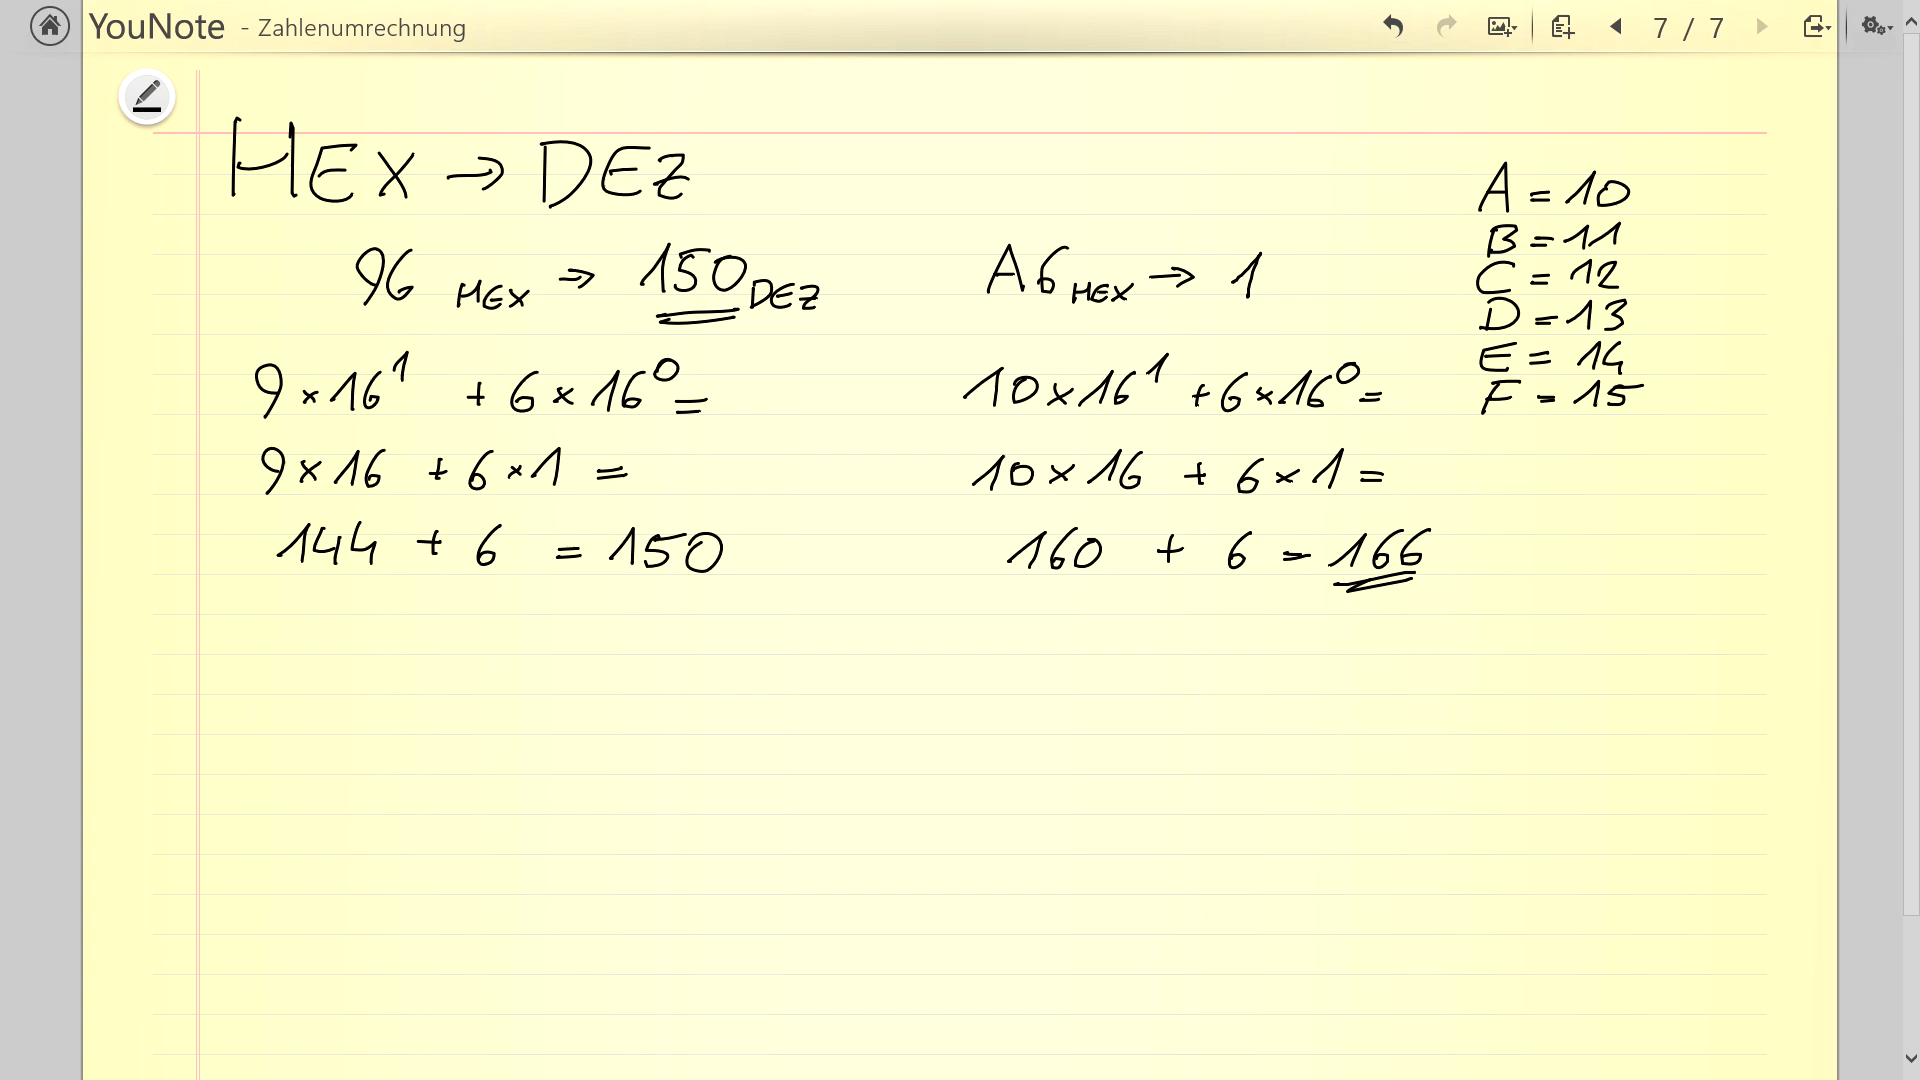 YouNote - Zahlenumrechnung
7 / 7
HEX → DEZ
96 HEX → 150 DEZ
9 × 16¹ + 6 × 16⁰ =
9 × 16 + 6 × 1 =
144 + 6 = 150
A6 HEX → 1
10 × 16¹ + 6 × 16⁰ =
10 × 16 + 6 × 1 =
160 + 6 = 166
A = 10
B = 11
C = 12
D = 13
E = 14
F = 15